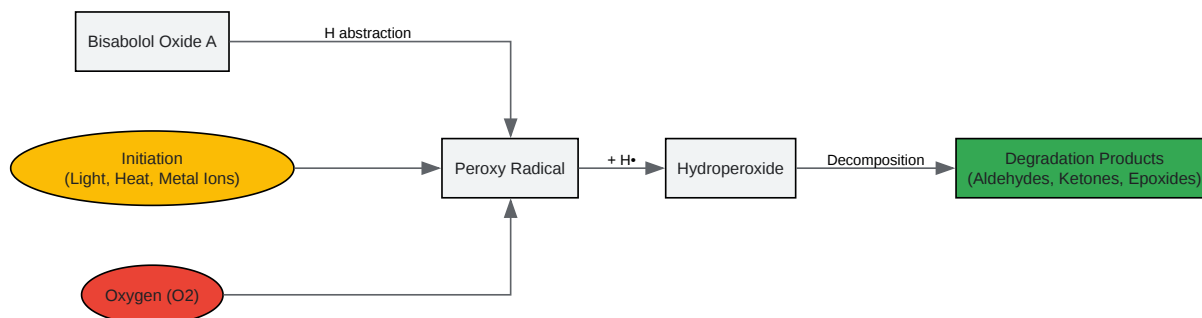 Bisabolol Oxide A
H abstraction
Initiation
(Light, Heat, Metal Ions)
Peroxy Radical
+ H•
Hydroperoxide
Decomposition
Degradation Products
(Aldehydes, Ketones, Epoxides)
Oxygen (O2)